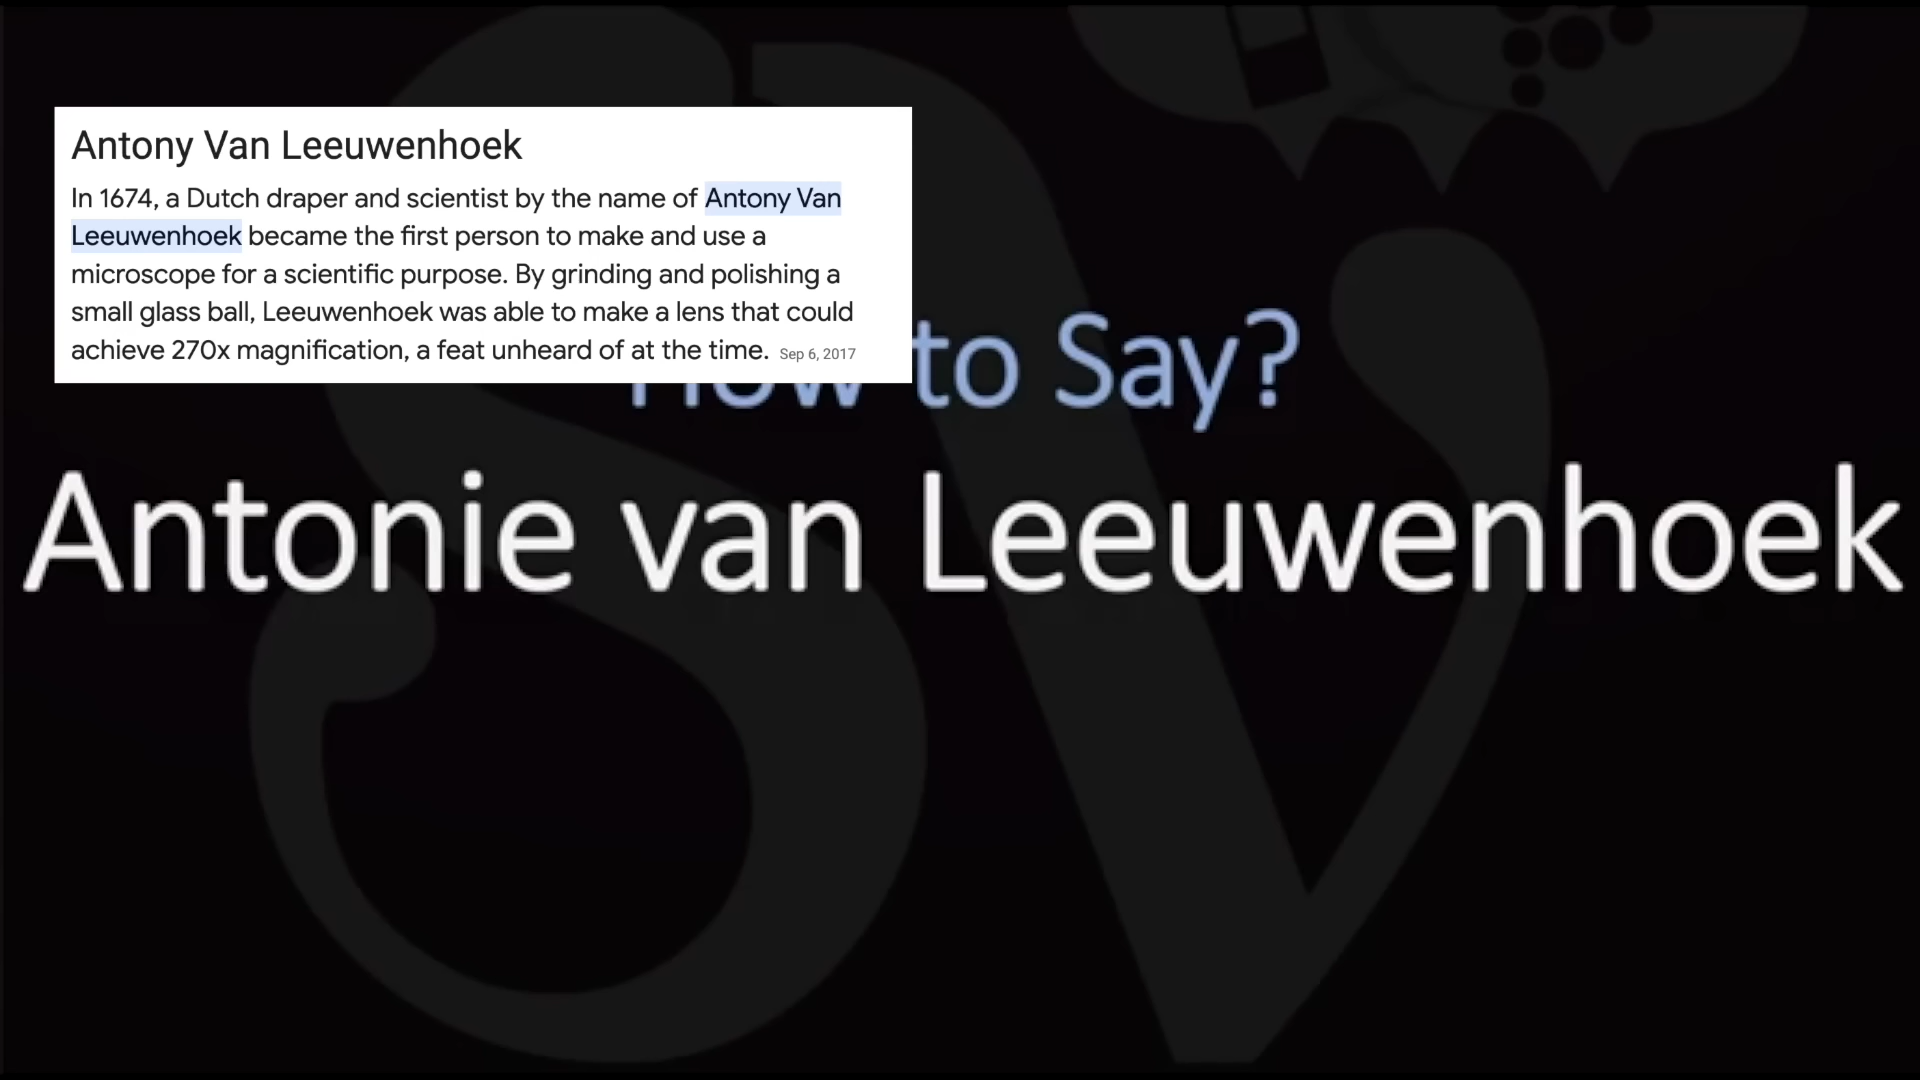 Antony Van Leeuwenhoek
In 1674, a Dutch draper and scientist by the name of Antony Van
Leeuwenhoek became the first person to make and use a
microscope for a scientific purpose. By grinding and polishing a
small glass ball, Leeuwenhoek was able to make a lens that could
achieve 270x magnification, a feat unheard of at the time. Sep 6, 2017
How to Say?
Antonie van Leeuwenhoek